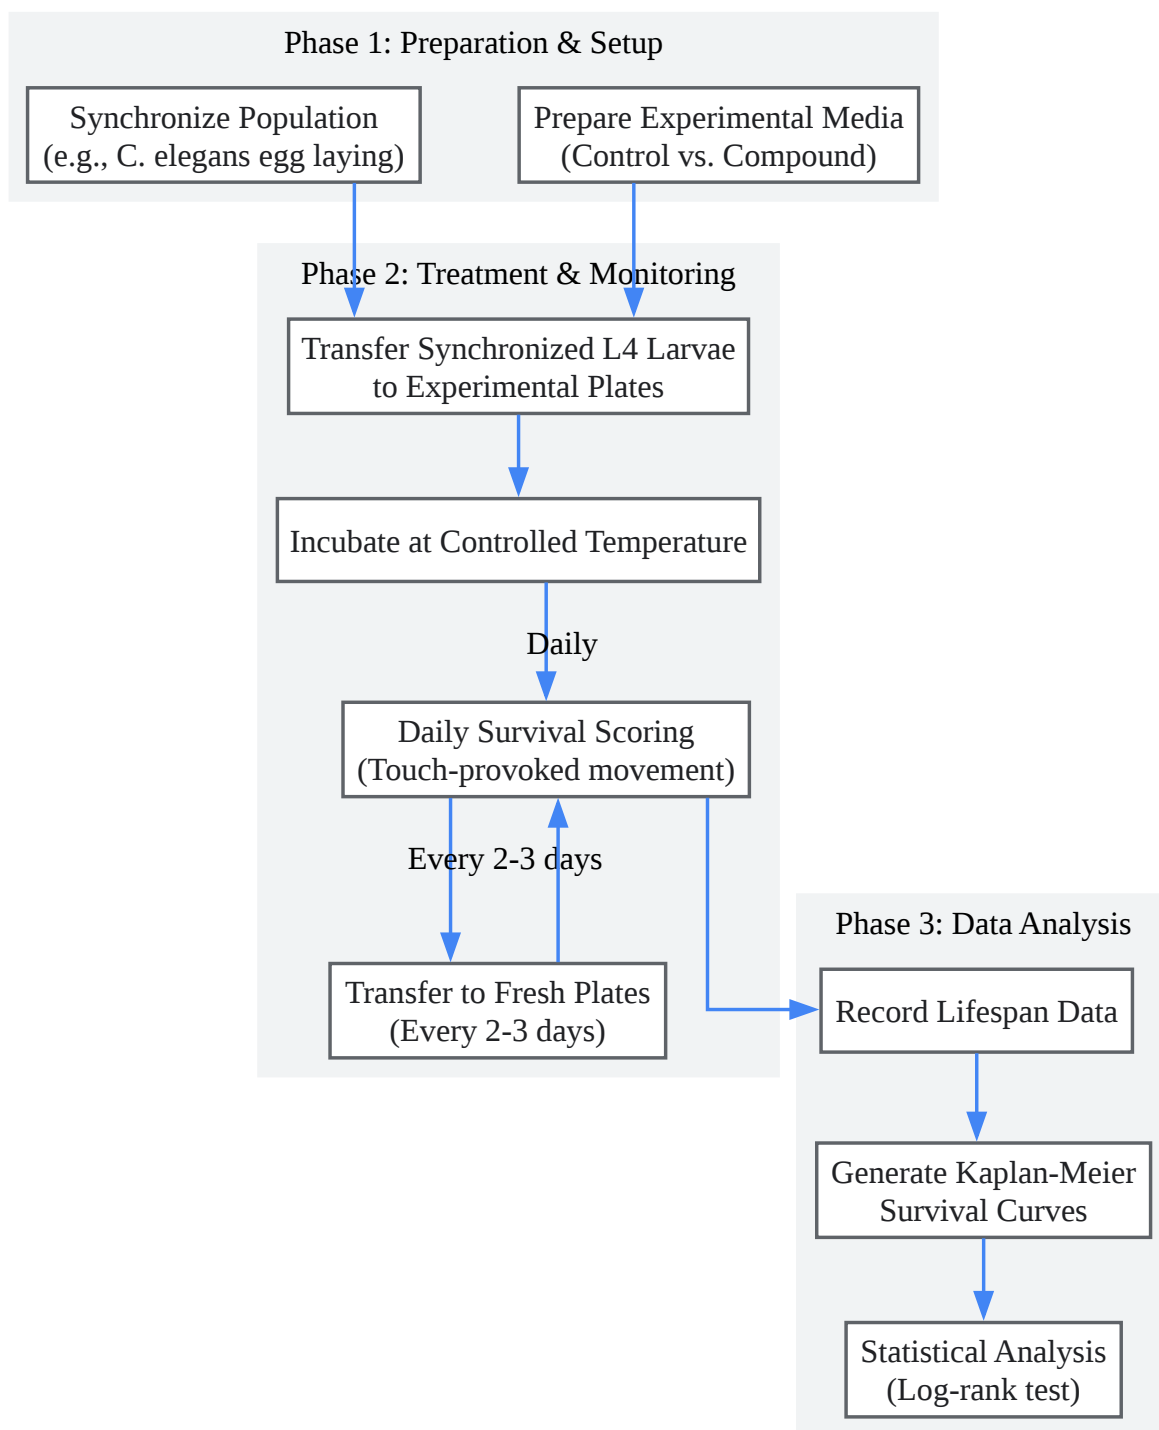 Phase 1: Preparation & Setup
Synchronize Population
(e.g., C. elegans egg laying)
Prepare Experimental Media
(Control vs. Compound)
Phase 2: Treatment & Monitoring
Transfer Synchronized L4 Larvae
to Experimental Plates
Incubate at Controlled Temperature
Daily
Daily Survival Scoring
(Touch-provoked movement)
Every 2-3 days
Transfer to Fresh Plates
(Every 2-3 days)
Phase 3: Data Analysis
Record Lifespan Data
Generate Kaplan-Meier
Survival Curves
Statistical Analysis
(Log-rank test)